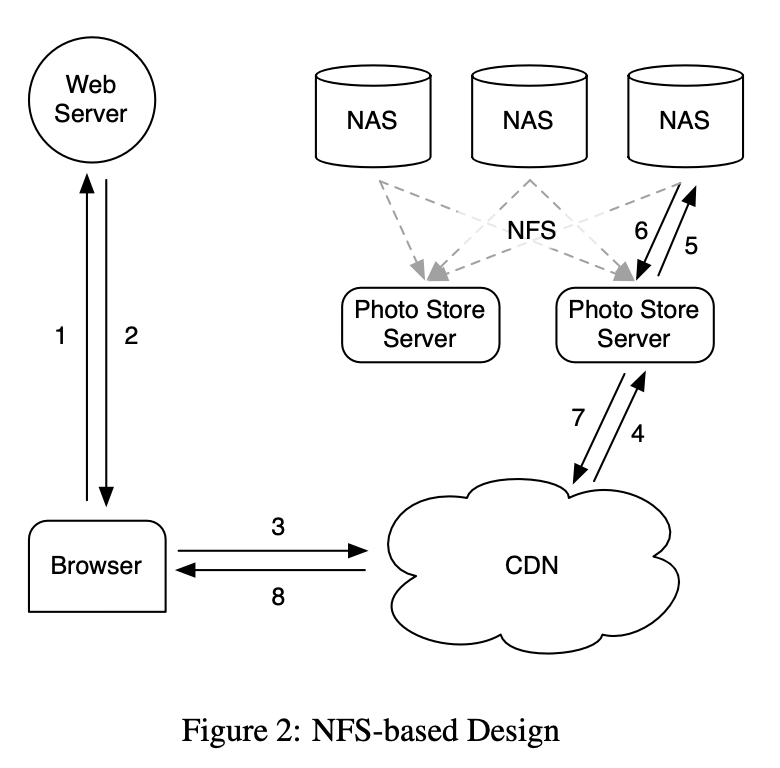 Web
Server
NAS
NAS
NAS
NFS
6
5
Photo Store
Server
Photo Store
Server
1
2
7
4
3
Browser
CDN
8
Figure 2: NFS-based Design